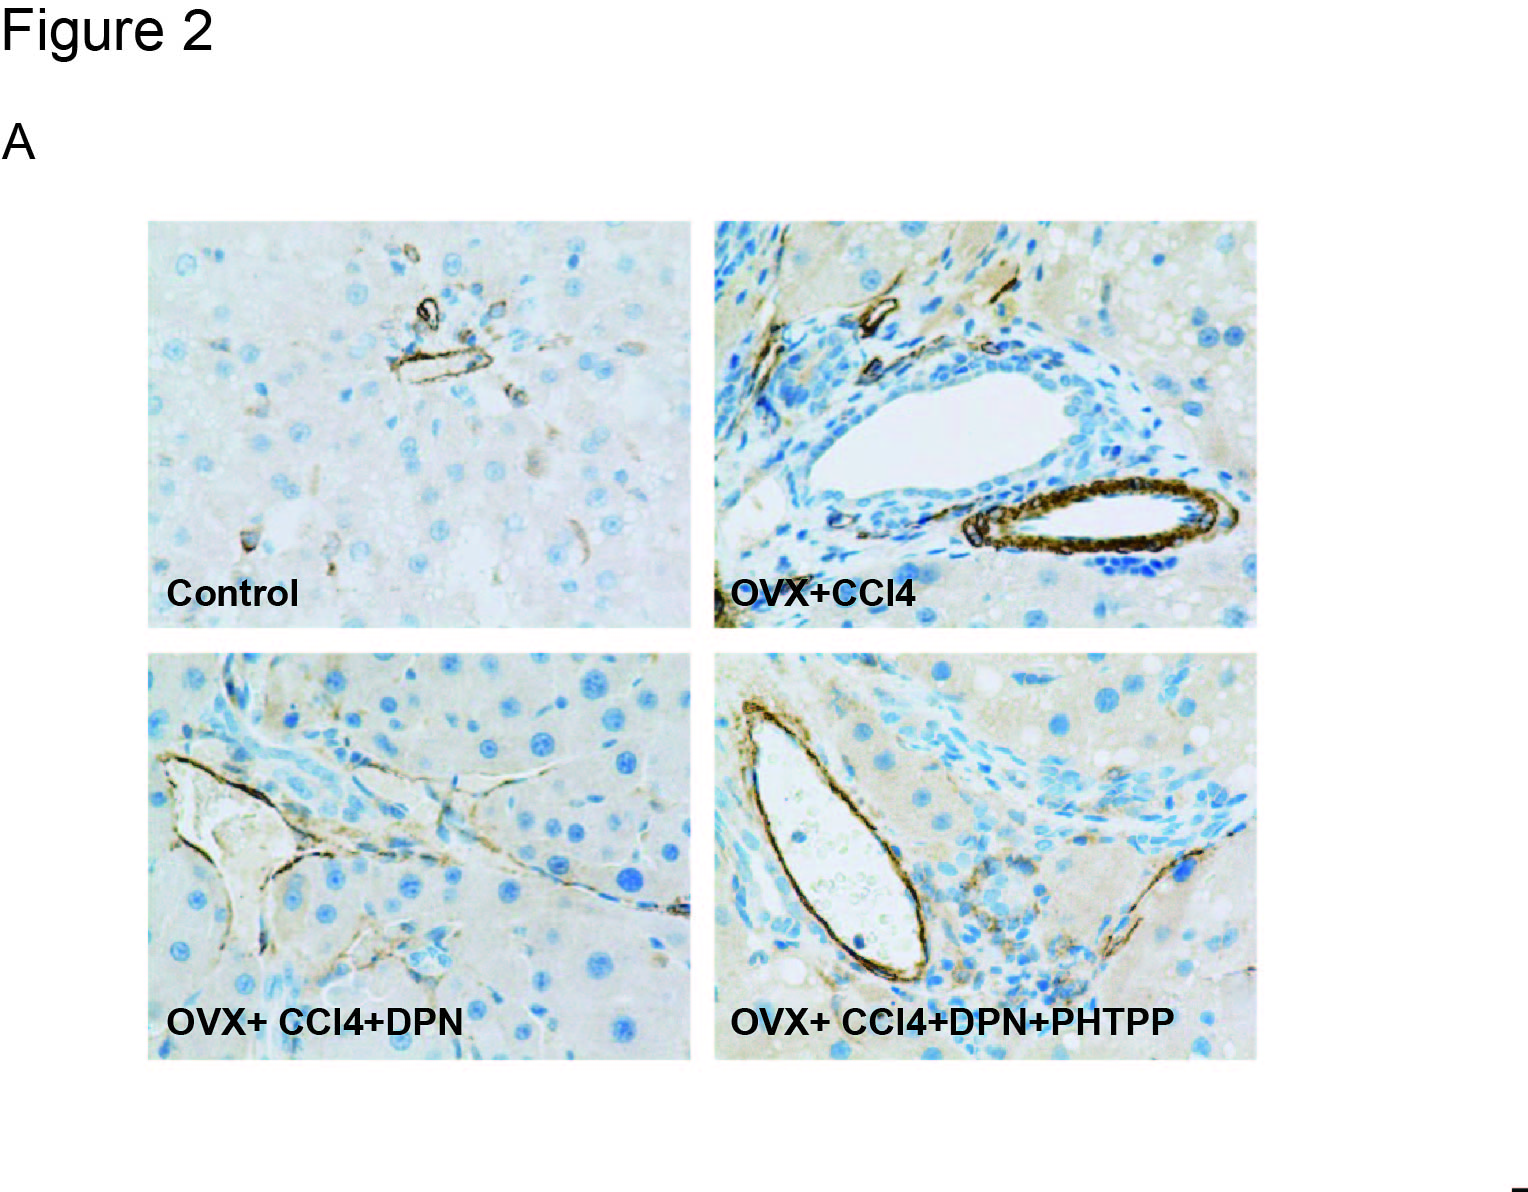 Figure 2
A
Control
OVX+CCl4
OVX+ CCl4+DPN
OVX+ CCl4+DPN+PHTPP